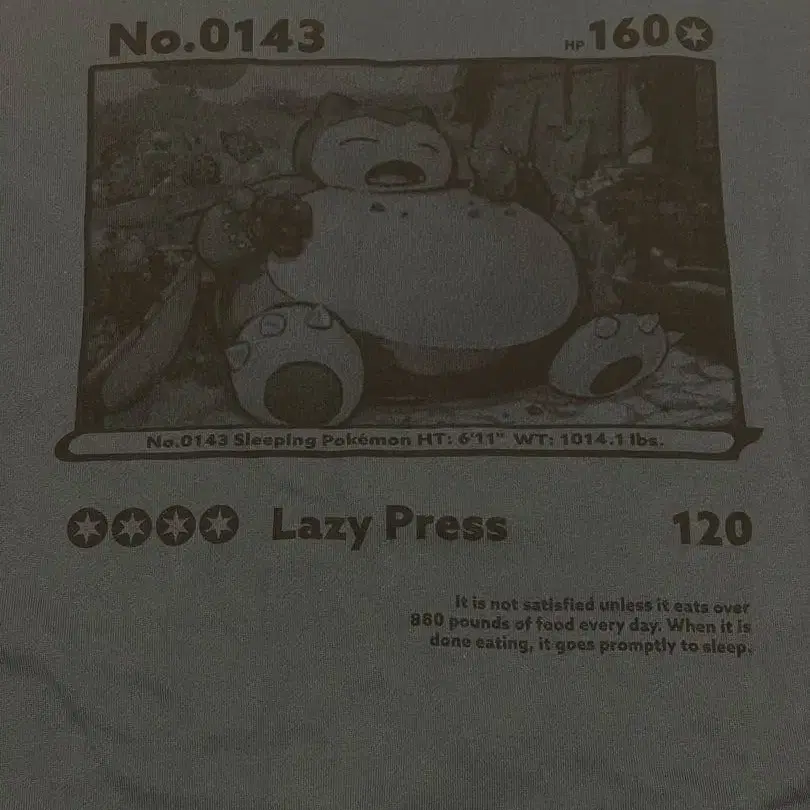 No.0143 HP 160
No.0143 Sleeping Pokémon HT: 6'11" WT: 1014.1 lbs.
Lazy Press 120
It is not satisfied unless it eats over
880 pounds of food every day. When it is
done eating, it goes promptly to sleep.